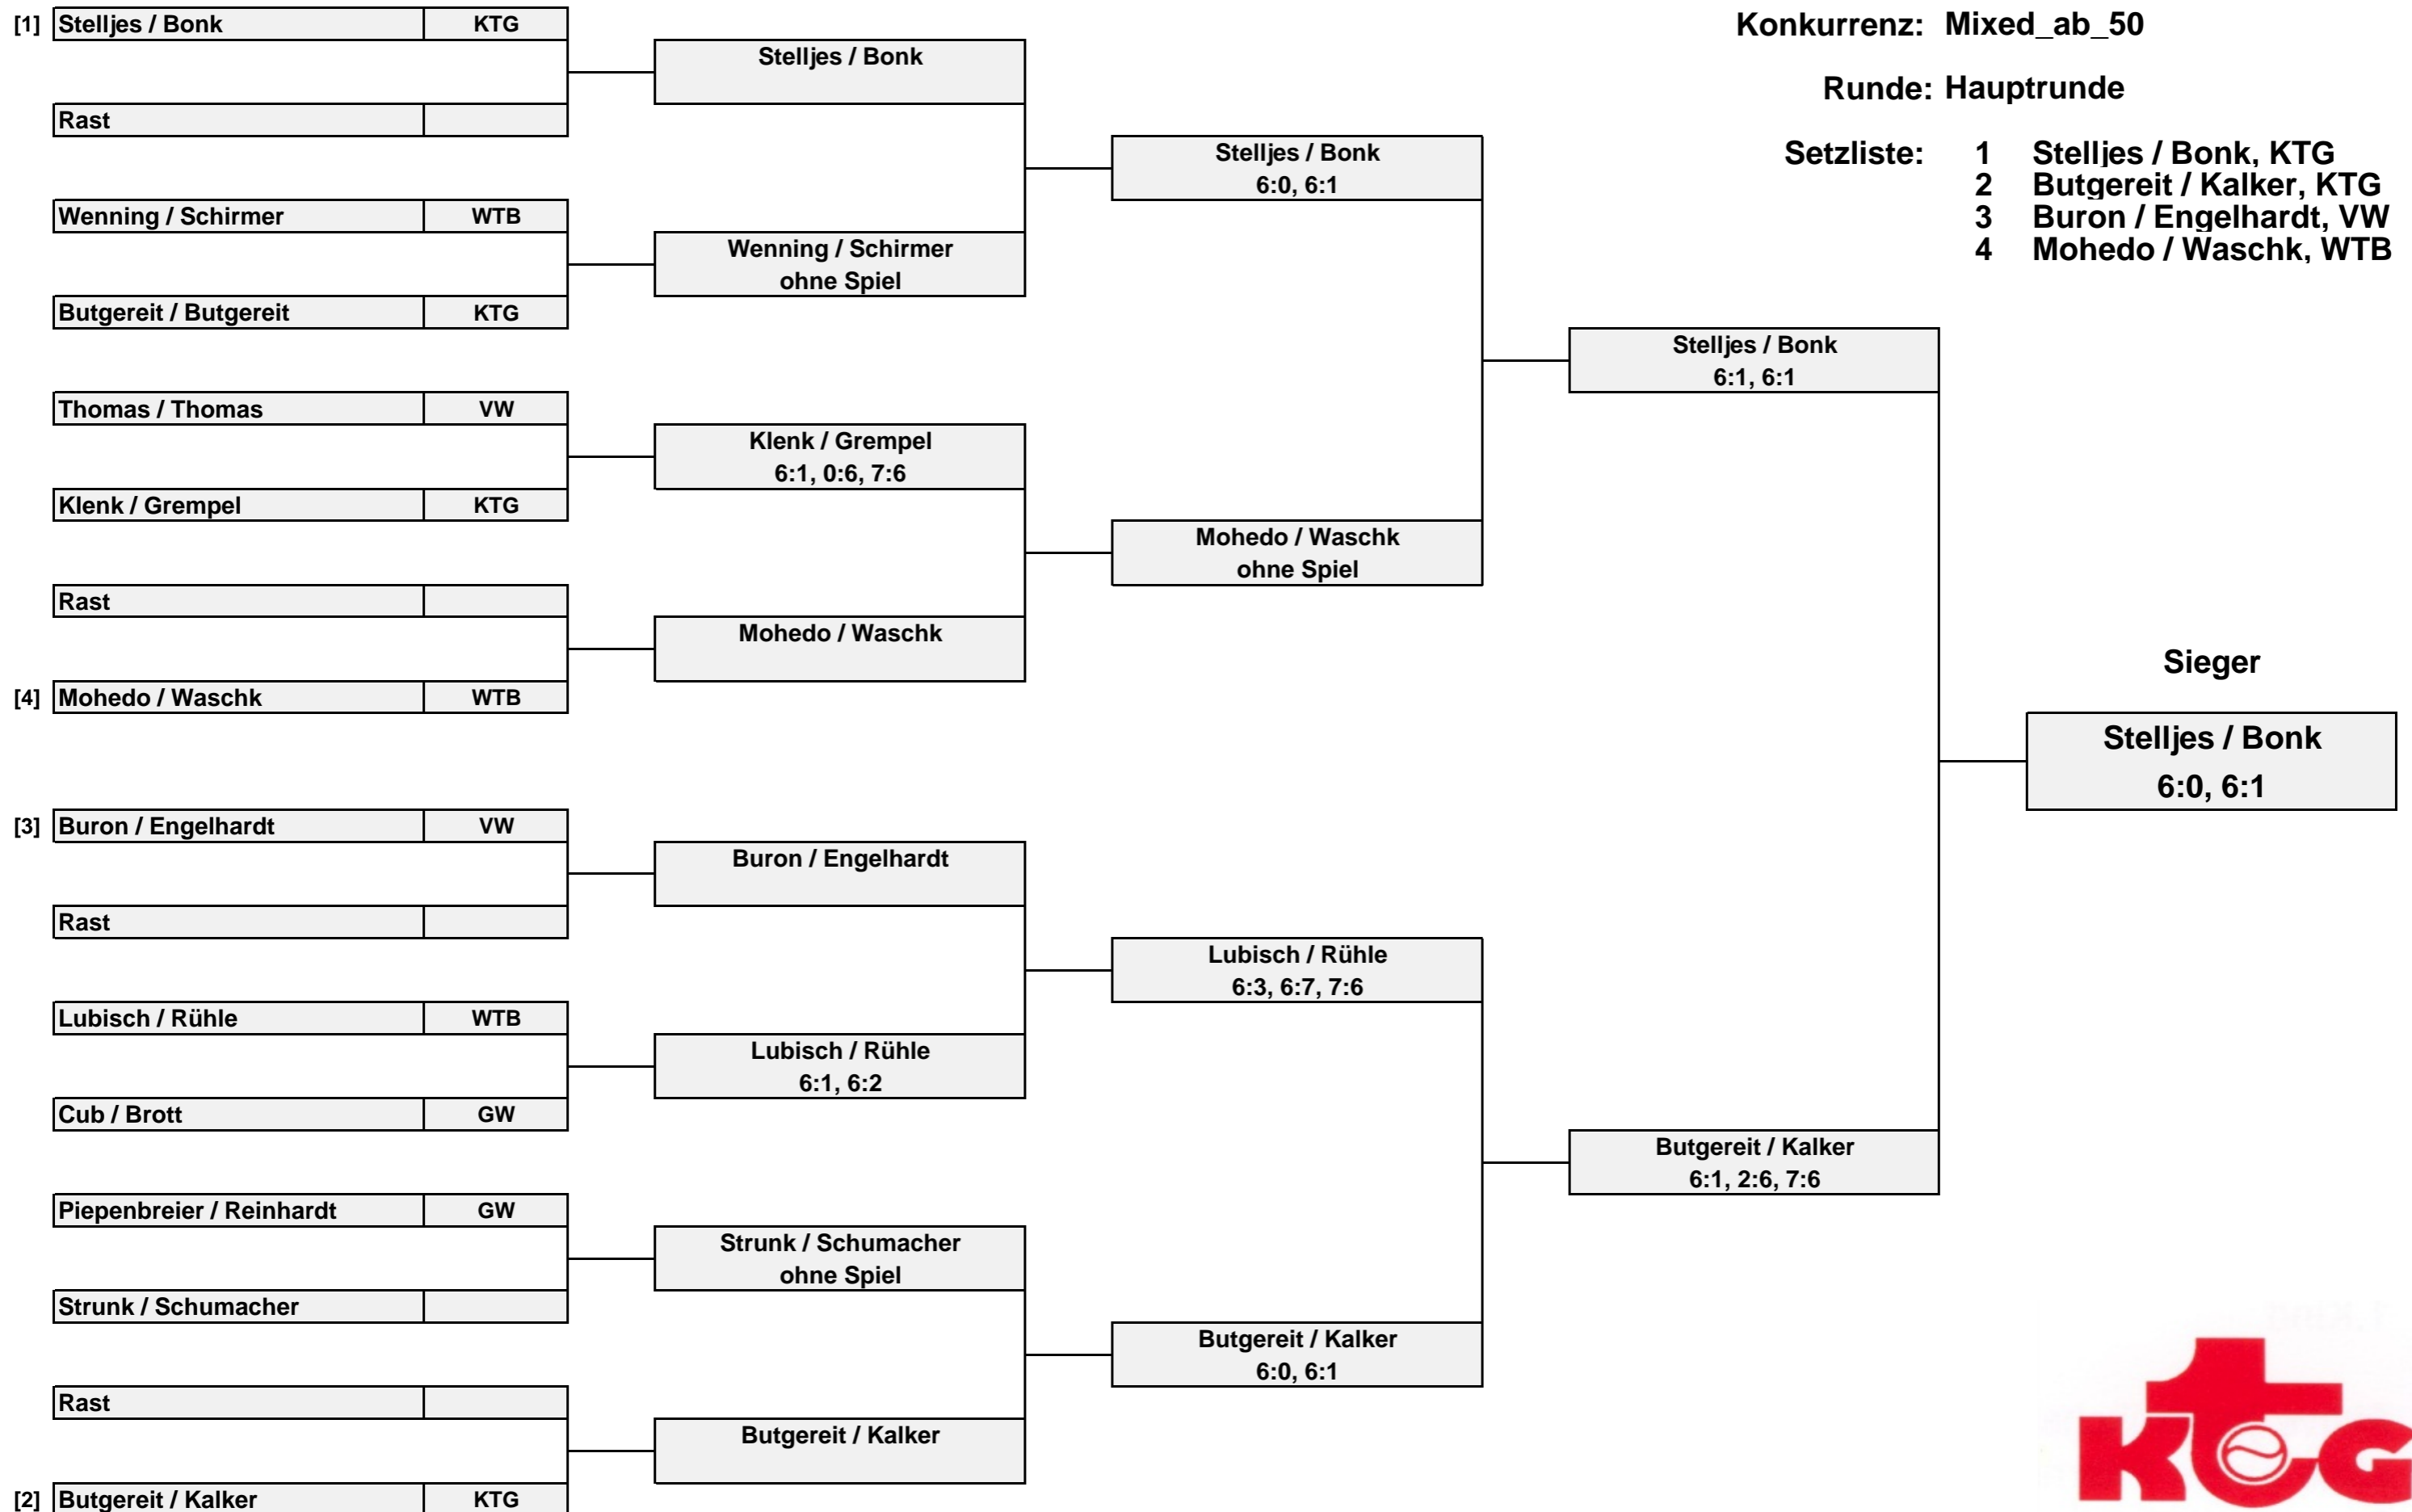 Konkurrenz: Mixed_ab_50
Runde: Hauptrunde
Setzliste: 1 Stelljes / Bonk, KTG
2 Butgereit / Kalker, KTG
3 Buron / Engelhardt, VW
4 Mohedo / Waschk, WTB
[1] Stelljes / Bonk KTG
Rast
Wenning / Schirmer WTB
Butgereit / Butgereit KTG
Thomas / Thomas VW
Klenk / Grempel KTG
Rast
[4] Mohedo / Waschk WTB
[3] Buron / Engelhardt VW
Rast
Lubisch / Rühle WTB
Cub / Brott GW
Piepenbreier / Reinhardt GW
Strunk / Schumacher
Rast
[2] Butgereit / Kalker KTG
Stelljes / Bonk
Wenning / Schirmer
ohne Spiel
Klenk / Grempel
6:1, 0:6, 7:6
Mohedo / Waschk
Buron / Engelhardt
Lubisch / Rühle
6:1, 6:2
Strunk / Schumacher
ohne Spiel
Butgereit / Kalker
Stelljes / Bonk
6:0, 6:1
Mohedo / Waschk
ohne Spiel
Lubisch / Rühle
6:3, 6:7, 7:6
Butgereit / Kalker
6:0, 6:1
Stelljes / Bonk
6:1, 6:1
Butgereit / Kalker
6:1, 2:6, 7:6
Sieger
Stelljes / Bonk
6:0, 6:1
KtG